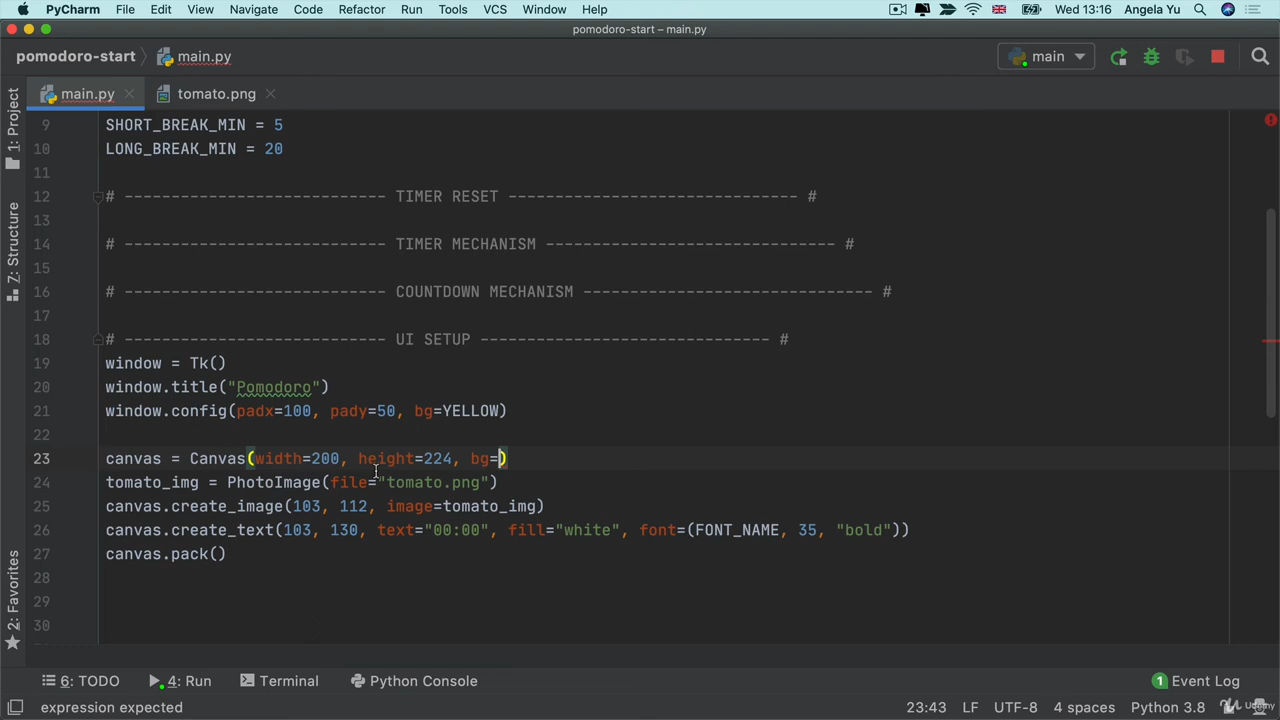 PyCharm File Edit View Navigate Code Refactor Run Tools VCS Window Help Wed 13:16 Angela Yu
pomodoro-start – main.py
pomodoro-start main.py main
main.py tomato.png
1: Project
Z: Structure
2: Favorites
9 SHORT_BREAK_MIN = 5
10 LONG_BREAK_MIN = 20
11
12 # ---------------------------- TIMER RESET ------------------------------- #
13
14 # ---------------------------- TIMER MECHANISM ------------------------------- #
15
16 # ---------------------------- COUNTDOWN MECHANISM ------------------------------- #
17
18 # ---------------------------- UI SETUP ------------------------------- #
19 window = Tk()
20 window.title("Pomodoro")
21 window.config(padx=100, pady=50, bg=YELLOW)
22
23 canvas = Canvas(width=200, height=224, bg=)
24 tomato_img = PhotoImage(file="tomato.png")
25 canvas.create_image(103, 112, image=tomato_img)
26 canvas.create_text(103, 130, text="00:00", fill="white", font=(FONT_NAME, 35, "bold"))
27 canvas.pack()
28
29
30
6: TODO 4: Run Terminal Python Console 1 Event Log
expression expected 23:43 LF UTF-8 4 spaces Python 3.8
Udemy